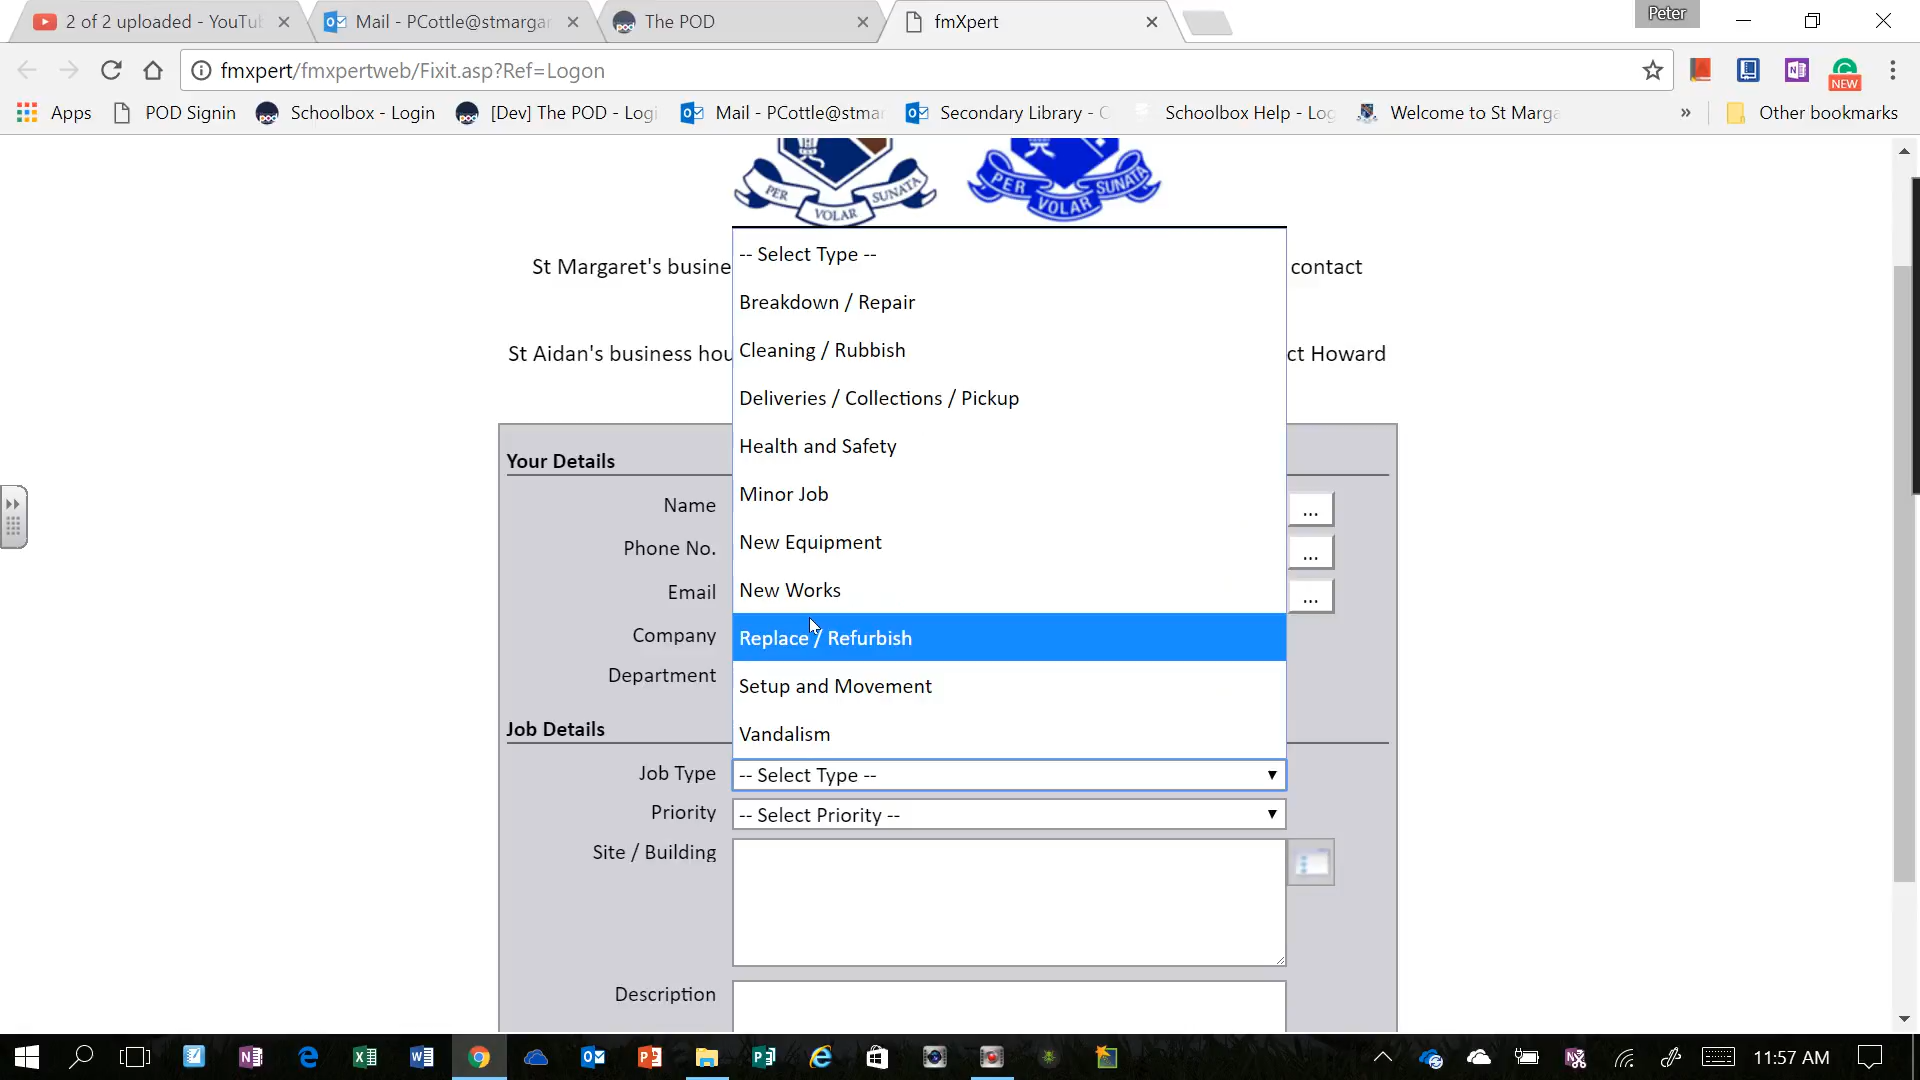 2 of 2 uploaded - YouTu
Mail - PCottle@stmargar
The POD
fmXpert
Peter
fmxpert/fmxpertweb/Fixit.asp?Ref=Logon
NEW
Apps
POD Signin
Schoolbox - Login
[Dev] The POD - Logi
Mail - PCottle@stmar
Secondary Library - O
Schoolbox Help - Log
Welcome to St Marga
»
Other bookmarks
PER VOLAR SUNATA
PER VOLAR SUNATA
St Margaret's busine
contact
St Aidan's business hou
ct Howard
-- Select Type --
Breakdown / Repair
Cleaning / Rubbish
Deliveries / Collections / Pickup
Health and Safety
Minor Job
New Equipment
New Works
Replace / Refurbish
Setup and Movement
Vandalism
Your Details
Name
...
Phone No.
...
Email
...
Company
Department
Job Details
Job Type
-- Select Type --
Priority
-- Select Priority --
Site / Building
Description
11:57 AM